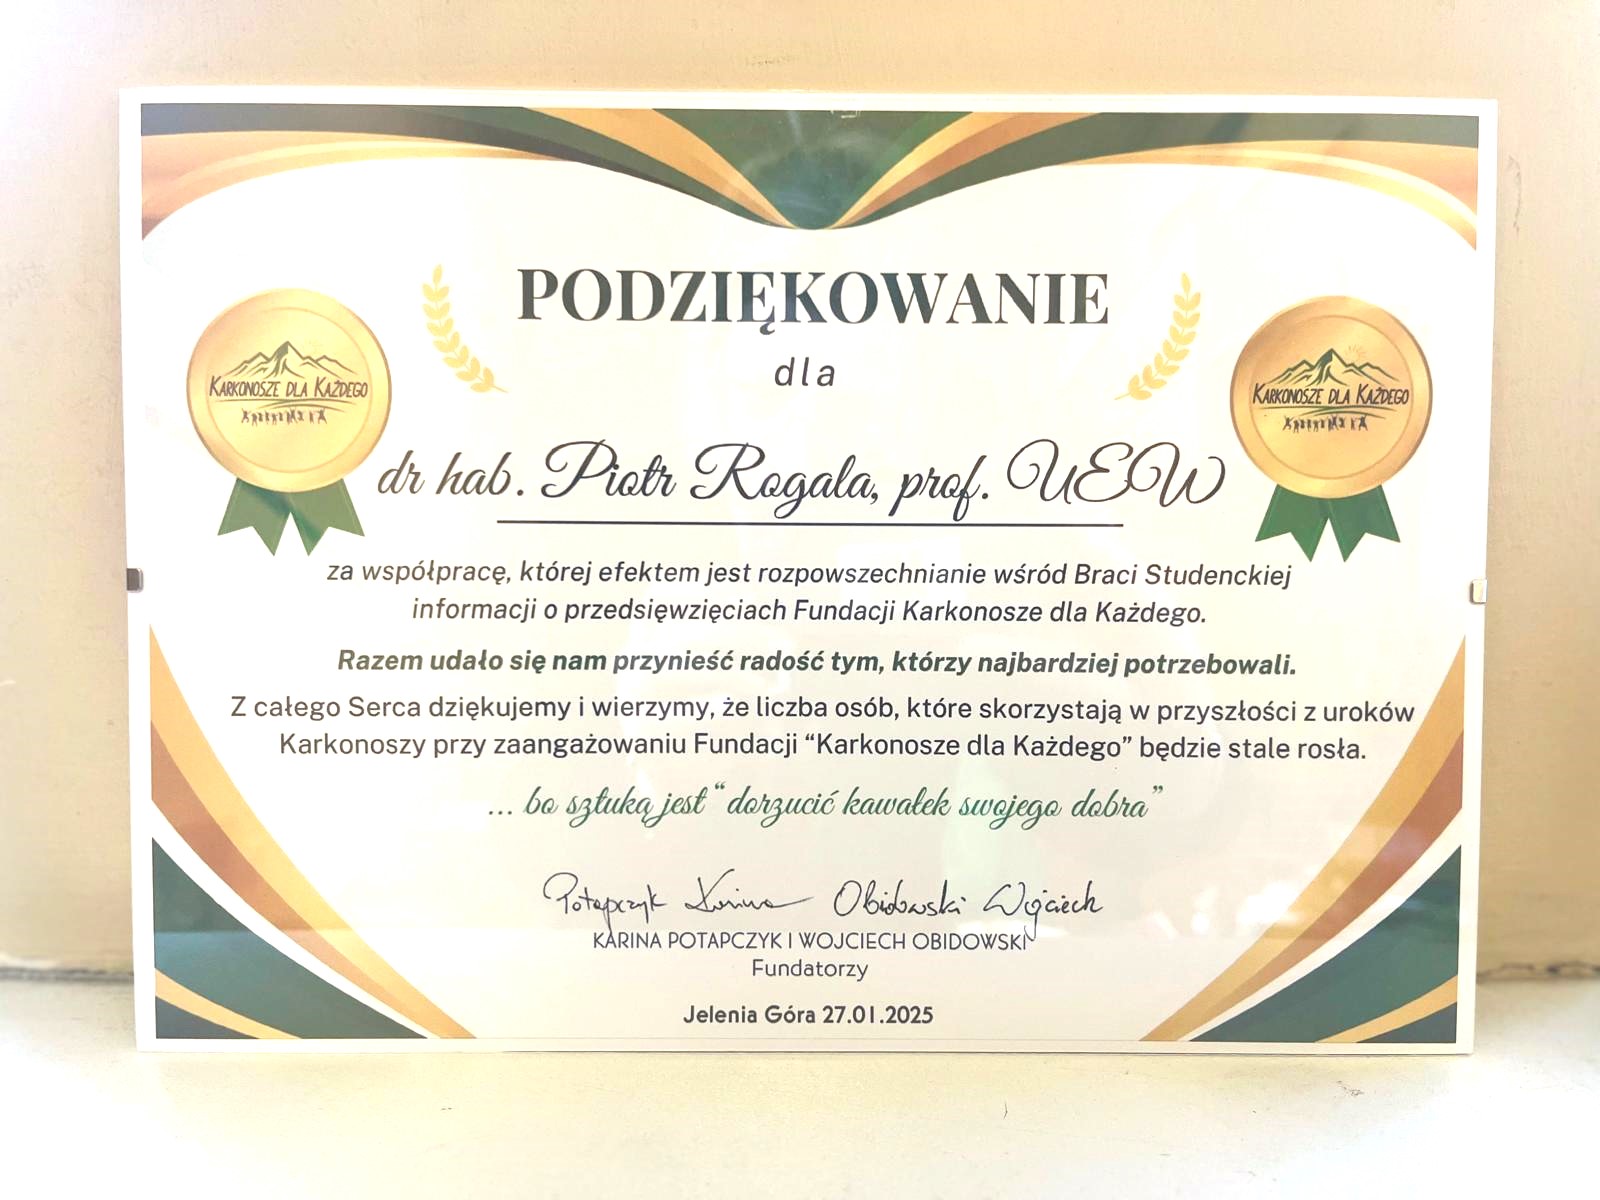 PODZIĘKOWANIE
dla
KARKONOSZE DLA KAŻDEGO
KARKONOSZE DLA KAŻDEGO
dr hab. Piotr Rogala, prof. UEW
za współpracę, której efektem jest rozpowszechnianie wśród Braci Studenckiej
informacji o przedsięwzięciach Fundacji Karkonosze dla Każdego.
Razem udało się nam przynieść radość tym, którzy najbardziej potrzebowali.
Z całego Serca dziękujemy i wierzymy, że liczba osób, które skorzystają w przyszłości z uroków
Karkonoszy przy zaangażowaniu Fundacji “Karkonosze dla Każdego” będzie stale rosła.
... bo sztuką jest “dorzucić kawałek swojego dobra”
Potapczyk Karina Obidowski Wojciech
KARINA POTAPCZYK I WOJCIECH OBIDOWSKI
Fundatorzy
Jelenia Góra 27.01.2025